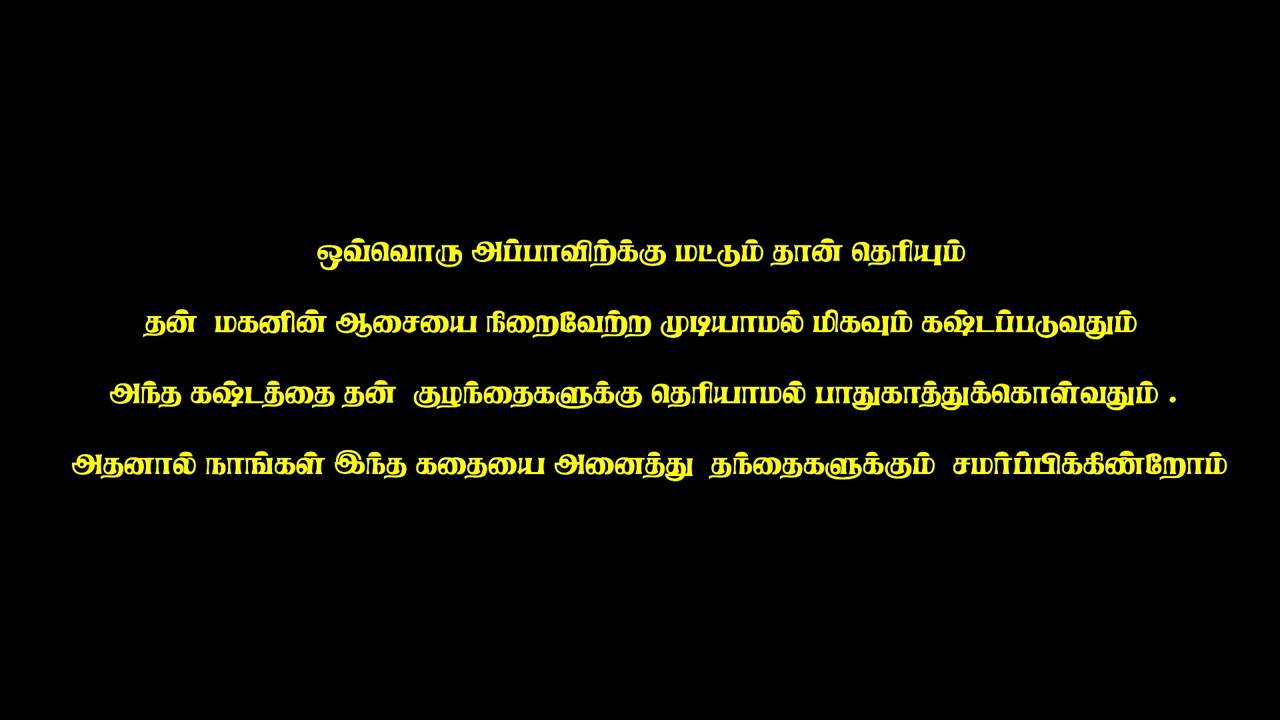 ஒவ்வொரு அப்பாவிற்க்கு மட்டும் தான் தெரியும்
தன் மகனின் ஆசையை நிறைவேற்ற முடியாமல் மிகவும் கஷ்டப்படுவதும்
அந்த கஷ்டத்தை தன் குழந்தைகளுக்கு தெரியாமல் பாதுகாத்துக்கொள்வதும் .
அதனால் நாங்கள் இந்த கதையை அனைத்து தந்தைகளுக்கும் சமர்ப்பிக்கிண்றோம்